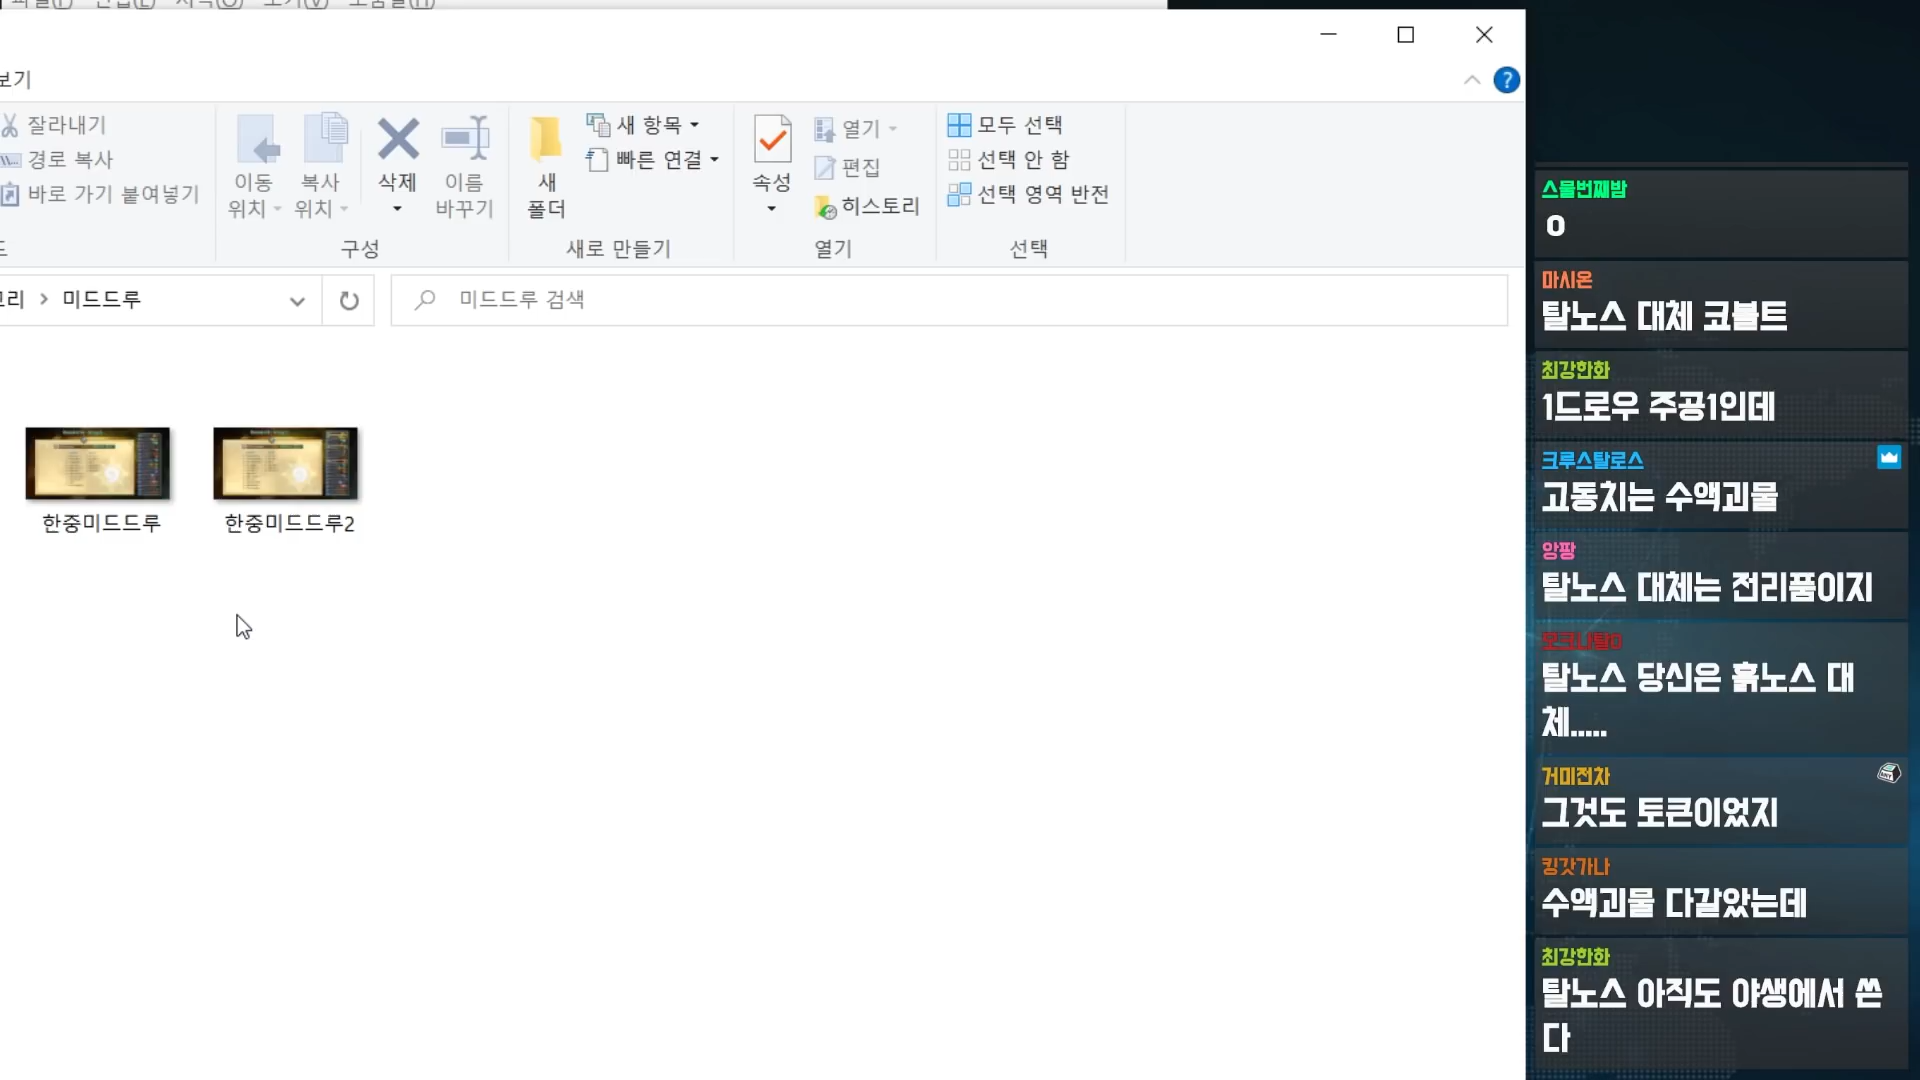 보기
잘라내기
경로 복사
바로 가기 붙여넣기
이동
위치
복사
위치
삭제
이름
바꾸기
구성
새
폴더
새 항목
빠른 연결
새로 만들기
속성
열기
편집
히스토리
열기
모두 선택
선택 안 함
선택 영역 반전
선택
미드드루
미드드루 검색
한중미드드루
한중미드드루2
스물번째밤
O
마시온
탈노스 대체 코볼트
최강한화
1드로우 주공1인데
크루스탈로스
고동치는 수액괴물
앙팡
탈노스 대체는 전리품이지
탈노스 당신은 흙노스 대
체.....
거미전차
그것도 토큰이었지
킹갓가나
수액괴물 다갈았는데
최강한화
탈노스 아직도 야생에서 쓴
다